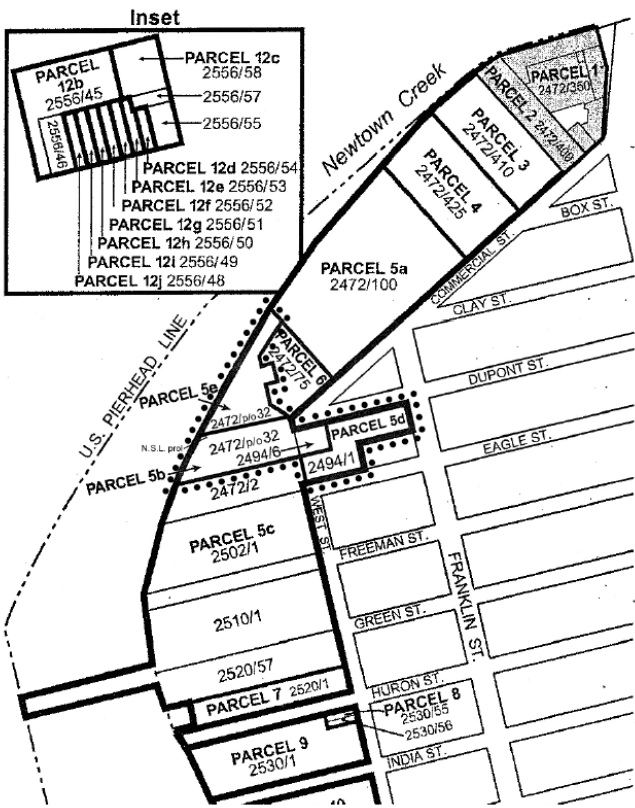 Inset
PARCEL
12b
2556/45
PARCEL 12c
2556/58
2556/57
2556/55
2556/46
PARCEL 12d 2556/54
PARCEL 12e 2556/53
PARCEL 12f 2556/52
PARCEL 12g 2556/51
PARCEL 12h 2556/50
PARCEL 12i 2556/49
PARCEL 12j 2556/48
Newtown Creek
PARCEL 1
2472/350
PARCEL 2 2472/400
PARCEL 3
2472/410
PARCEL 4
2472/425
BOX ST.
COMMERCIAL ST.
PARCEL 5a
2472/100
CLAY ST.
U.S. PIERHEAD LINE
PARCEL 6
2472/75
DUPONT ST.
PARCEL 5e
2472/p/o32
N.S.L. prol
2472/p/o32
2494/6
PARCEL 5d
EAGLE ST.
PARCEL 5b
2494/1
2472/2
WEST ST.
PARCEL 5c
2502/1
FREEMAN ST.
FRANKLIN ST.
2510/1
GREEN ST.
2520/57
HURON ST.
PARCEL 7 2520/1
PARCEL 8
2530/55
2530/56
PARCEL 9
2530/1
INDIA ST.